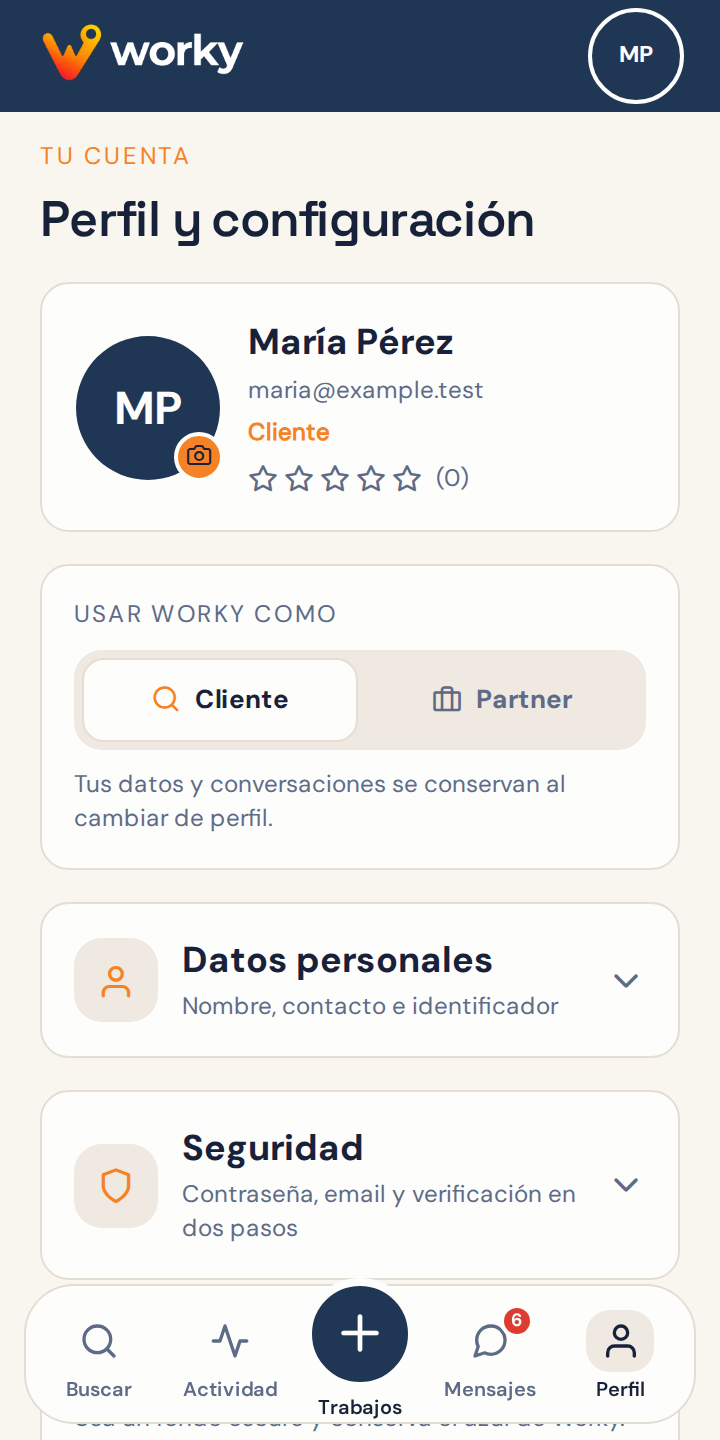 worky
MP
TU CUENTA
Perfil y configuración
MP
María Pérez
maria@example.test
Cliente
(0)
USAR WORKY COMO
Cliente
Partner
Tus datos y conversaciones se conservan al
cambiar de perfil.
Datos personales
Nombre, contacto e identificador
Seguridad
Contraseña, email y verificación en
dos pasos
Buscar
Actividad
Trabajos
6
Mensajes
Perfil